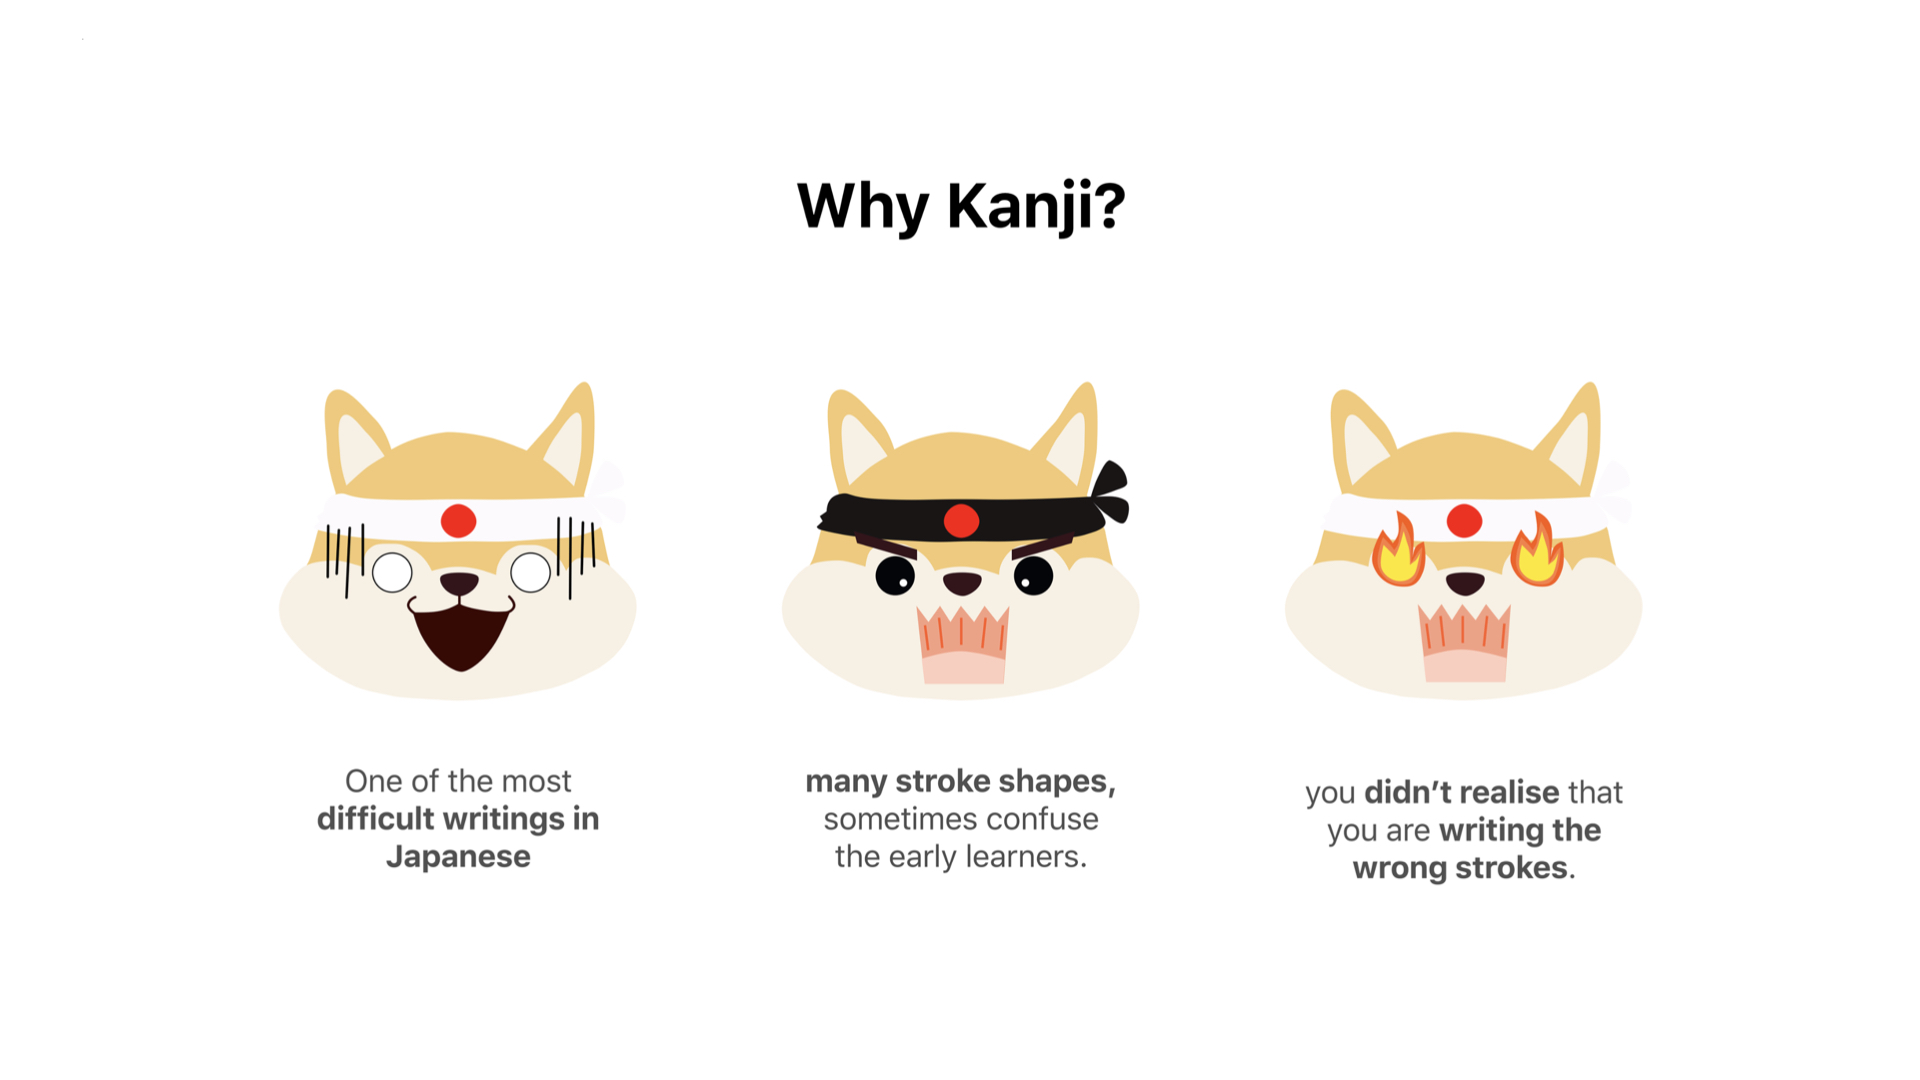 Why Kanji?
One of the most
difficult writings in
Japanese
many stroke shapes,
sometimes confuse
the early learners.
you didn’t realise that
you are writing the
wrong strokes.